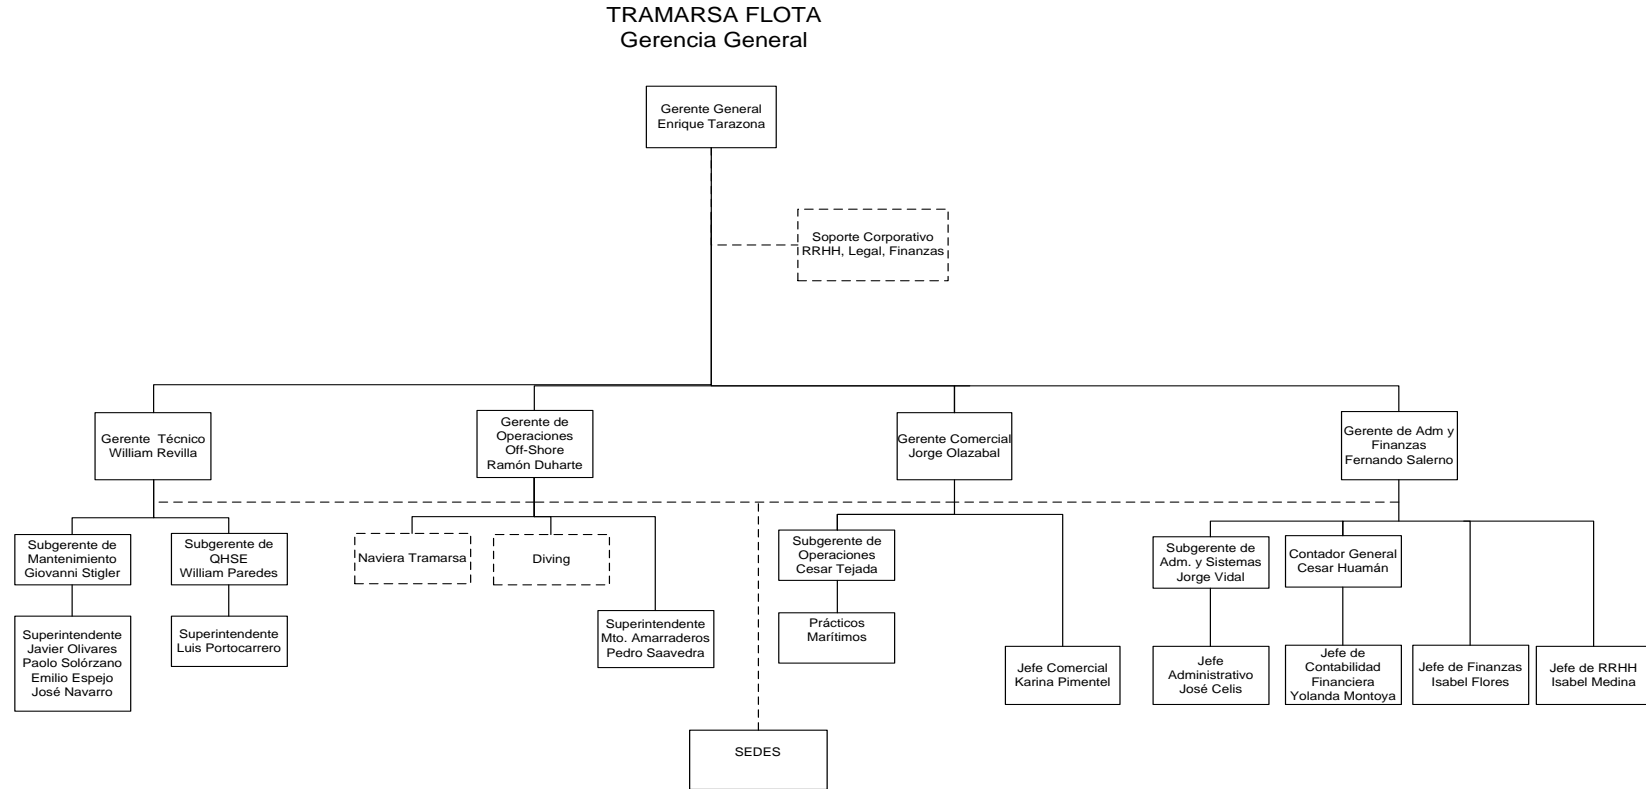 TRAMARSA FLOTA
Gerencia General
Gerente General
Enrique Tarazona
Soporte Corporativo
RRHH, Legal, Finanzas
Gerente Técnico
William Revilla
Gerente de
Operaciones
Off-Shore
Ramón Duharte
Gerente Comercial
Jorge Olazabal
Gerente de Adm y
Finanzas
Fernando Salerno
Subgerente de
Mantenimiento
Giovanni Stigler
Subgerente de
QHSE
William Paredes
Naviera Tramarsa
Diving
Subgerente de
Operaciones
Cesar Tejada
Subgerente de
Adm. y Sistemas
Jorge Vidal
Contador General
Cesar Huamán
Superintendente
Javier Olivares
Paolo Solórzano
Emilio Espejo
José Navarro
Superintendente
Luis Portocarrero
Superintendente
Mto. Amarraderos
Pedro Saavedra
Prácticos
Marítimos
Jefe Comercial
Karina Pimentel
Jefe
Administrativo
José Celis
Jefe de
Contabilidad
Financiera
Yolanda Montoya
Jefe de Finanzas
Isabel Flores
Jefe de RRHH
Isabel Medina
SEDES